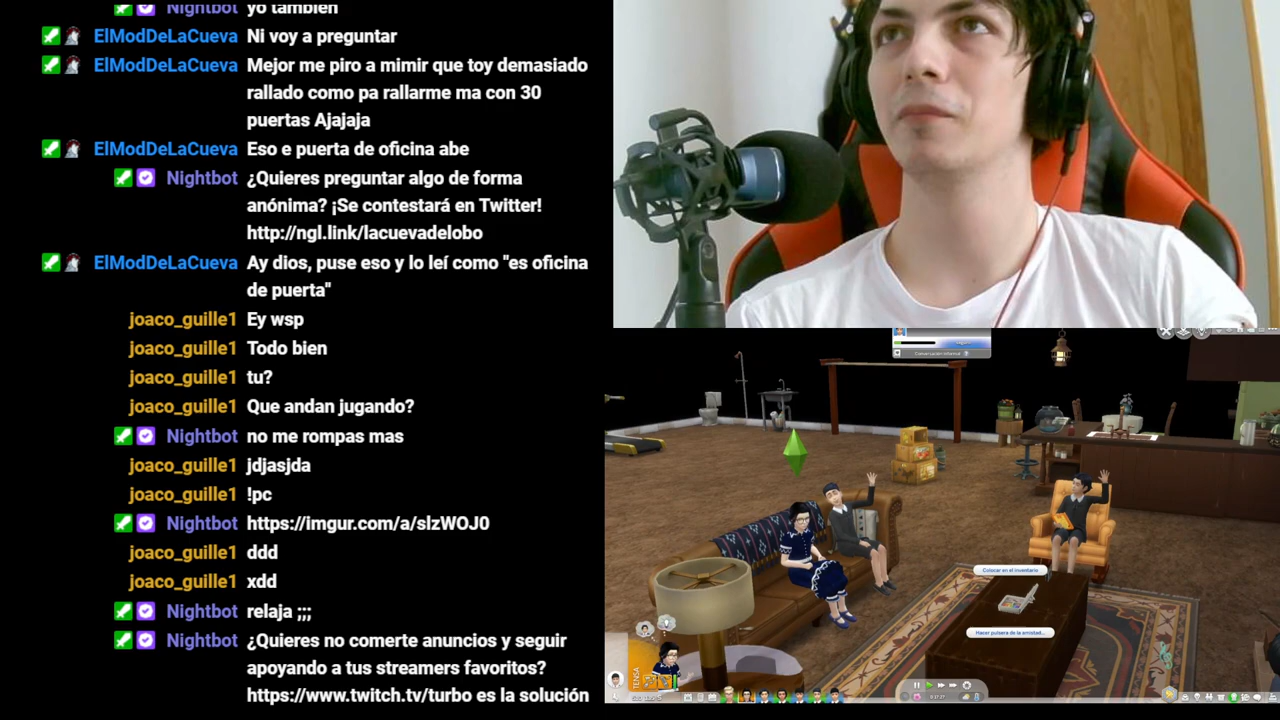 Nightbot yo también
ElModDeLaCueva Ni voy a preguntar
ElModDeLaCueva Mejor me piro a mimir que toy demasiado
rallado como pa rallarme ma con 30
puertas Ajajaja
ElModDeLaCueva Eso e puerta de oficina abe
Nightbot ¿Quieres preguntar algo de forma
anónima? ¡Se contestará en Twitter!
http://ngl.link/lacuevadelobo
ElModDeLaCueva Ay dios, puse eso y lo leí como "es oficina
de puerta"
joaco_guille1 Ey wsp
joaco_guille1 Todo bien
joaco_guille1 tu?
joaco_guille1 Que andan jugando?
Nightbot no me rompas mas
joaco_guille1 jdjasjda
joaco_guille1 !pc
Nightbot https://imgur.com/a/slzWOJ0
joaco_guille1 ddd
joaco_guille1 xdd
Nightbot relaja ;;;
Nightbot ¿Quieres no comerte anuncios y seguir
apoyando a tus streamers favoritos?
https://www.twitch.tv/turbo es la solución
Conversación informal
Colocar en el inventario
Hacer pulsera de la amistad...
TENSA